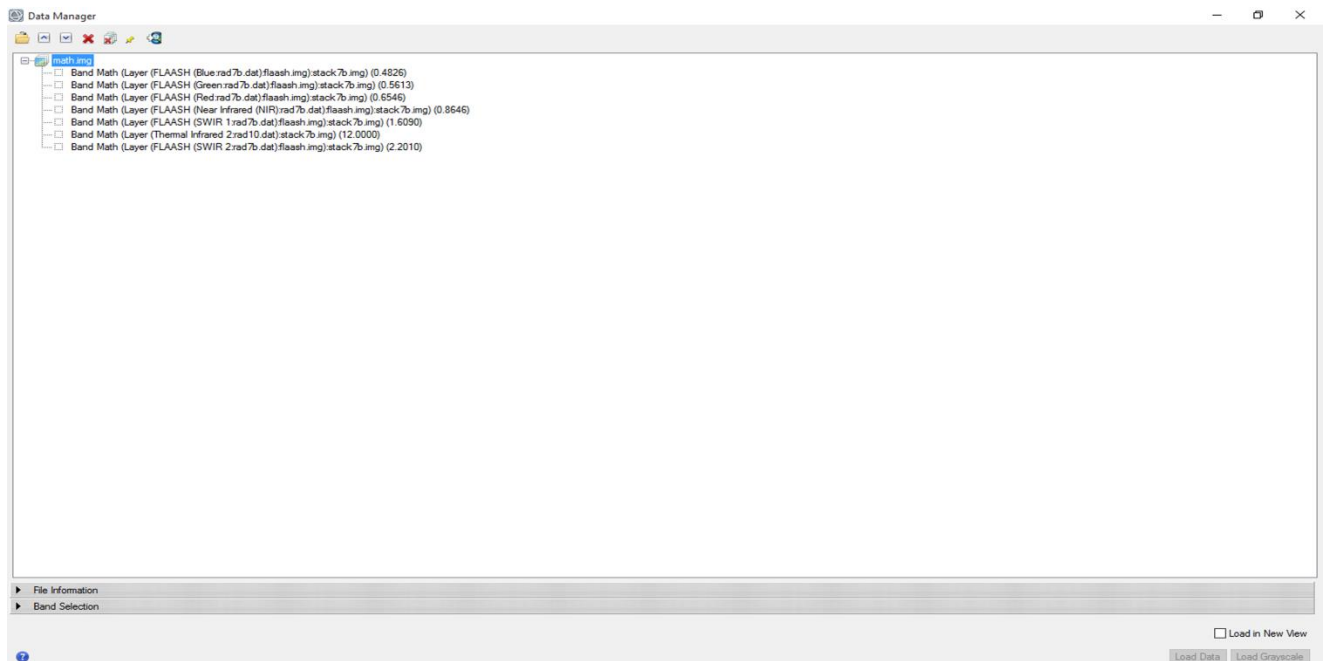 Data Manager
math.img
Band Math (Layer (FLAASH (Blue:rad7b.dat):flaash.img):stack7b.img) (0.4826)
Band Math (Layer (FLAASH (Green:rad7b.dat):flaash.img):stack7b.img) (0.5613)
Band Math (Layer (FLAASH (Red:rad7b.dat):flaash.img):stack7b.img) (0.6546)
Band Math (Layer (FLAASH (Near Infrared (NIR):rad7b.dat):flaash.img):stack7b.img) (0.8646)
Band Math (Layer (FLAASH (SWIR 1:rad7b.dat):flaash.img):stack7b.img) (1.6090)
Band Math (Layer (Thermal Infrared 2:rad10.dat):stack7b.img) (12.0000)
Band Math (Layer (FLAASH (SWIR 2:rad7b.dat):flaash.img):stack7b.img) (2.2010)
File Information
Band Selection
Load in New View
Load Data Load Grayscale